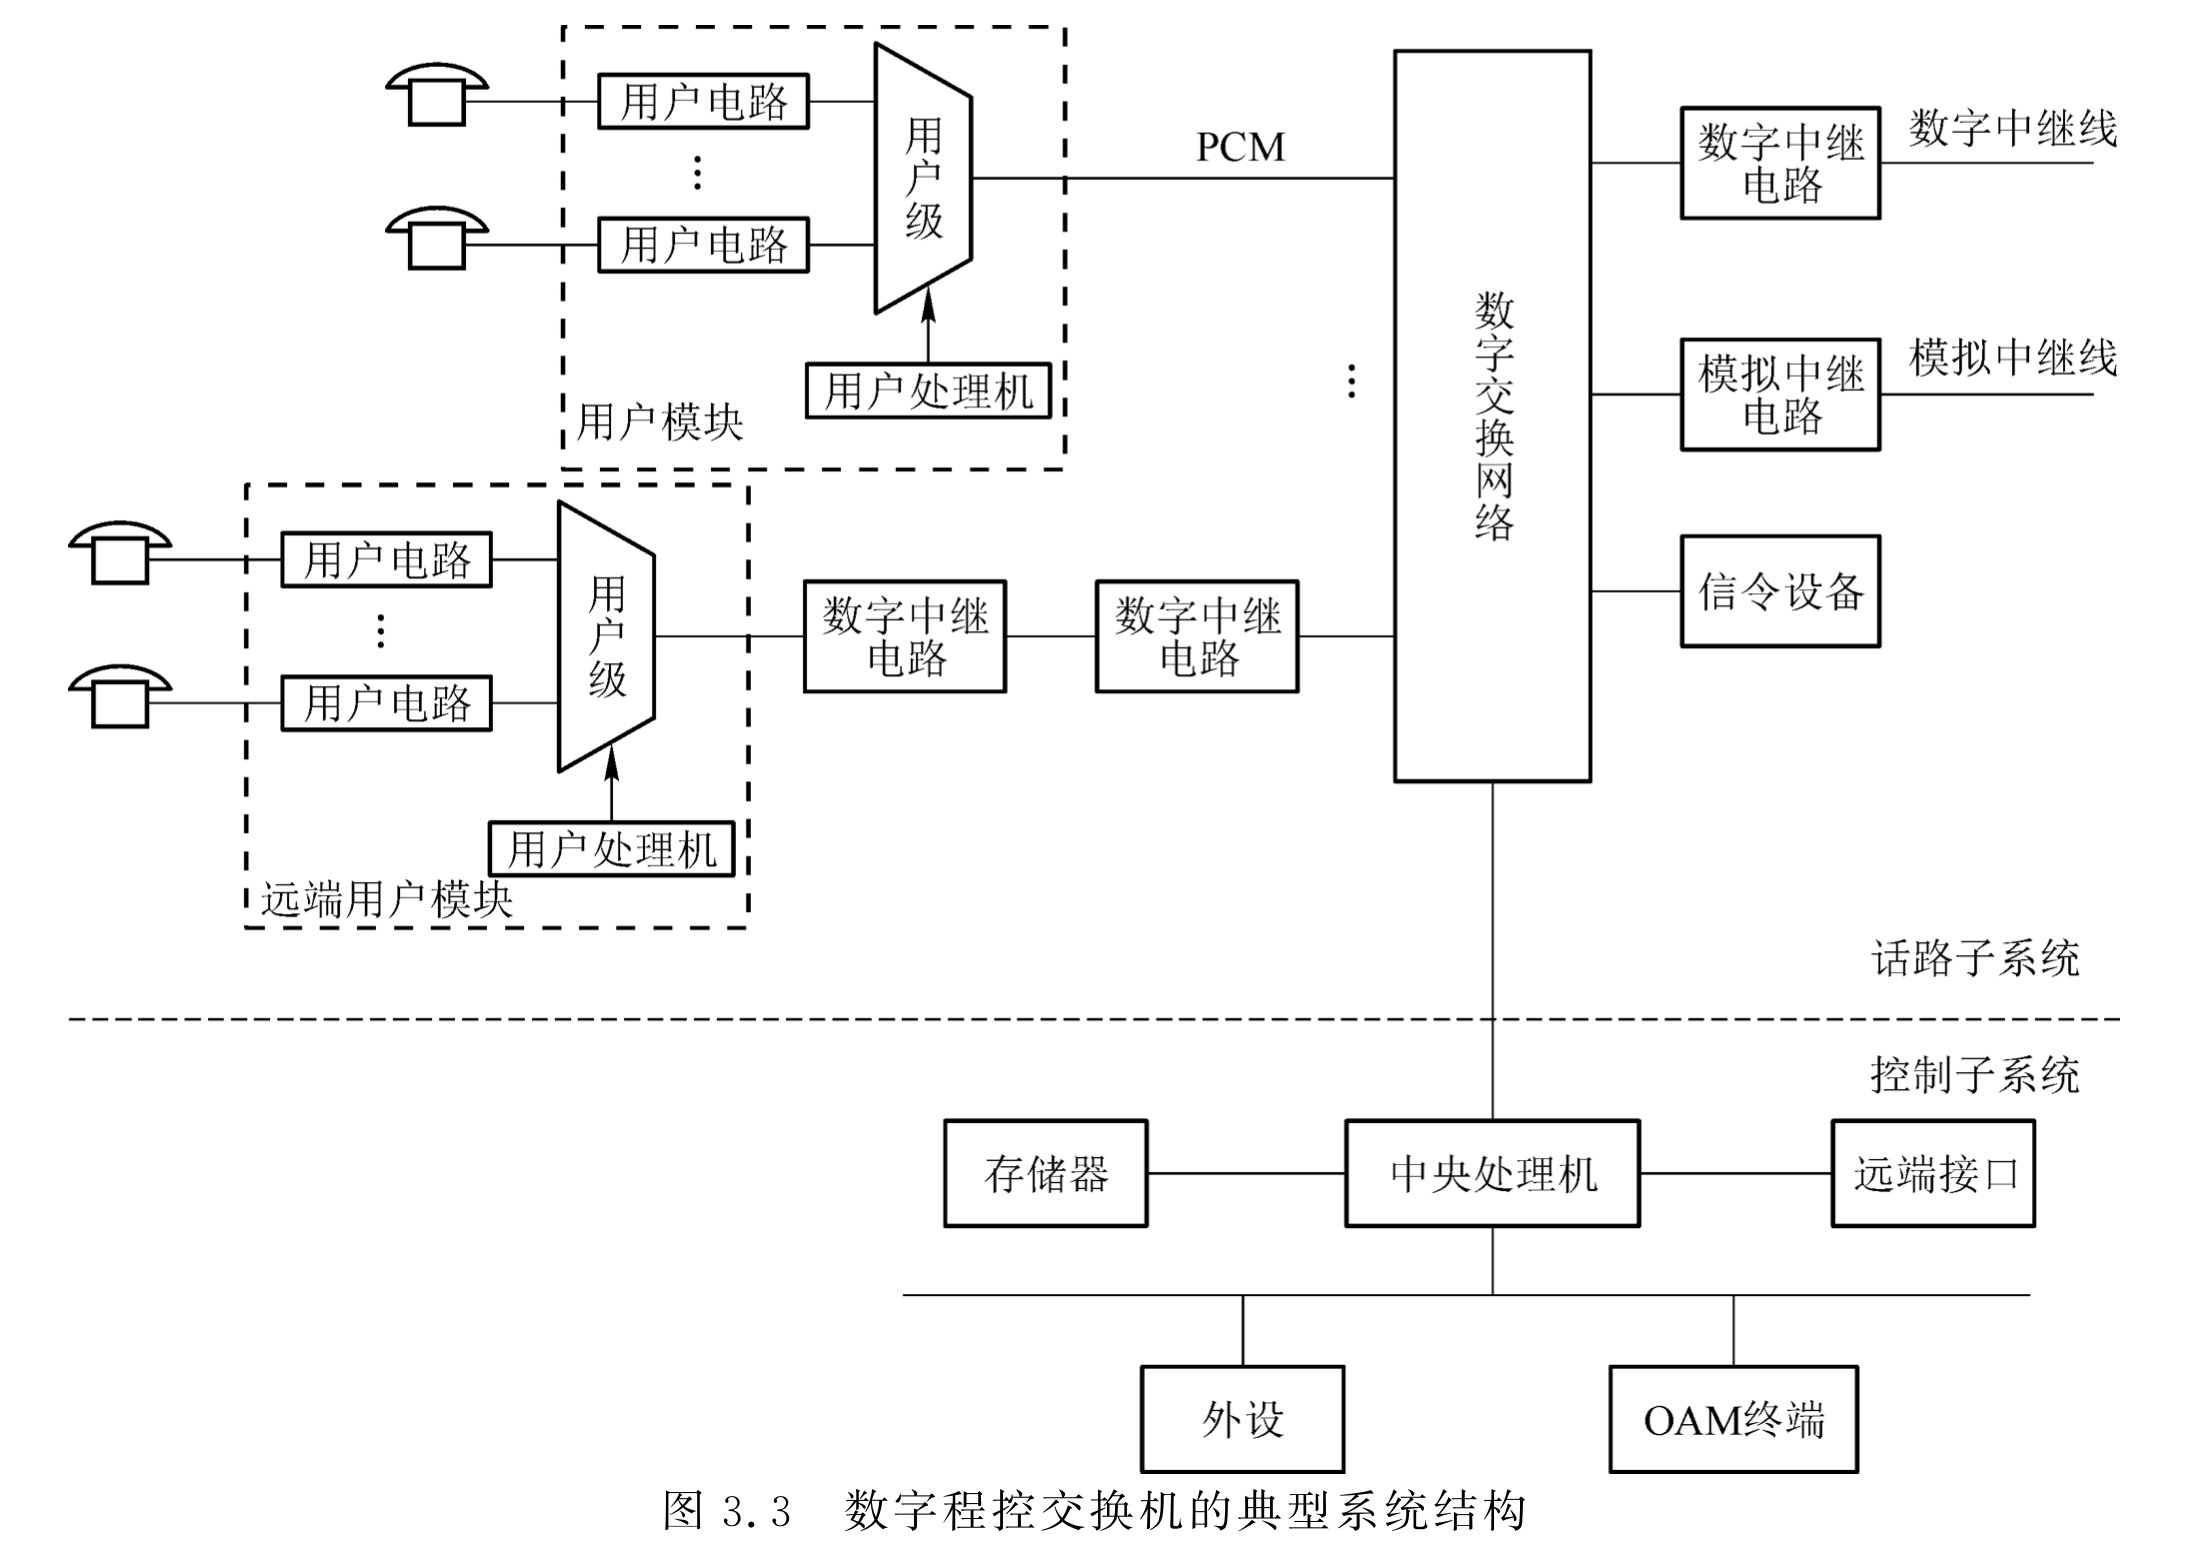 用户电路
用户电路
用户级
用户处理机
用户模块
PCM
数字交换网络
数字中继
电路
数字中继线
模拟中继
电路
模拟中继线
信令设备
用户电路
用户电路
用户级
用户处理机
远端用户模块
数字中继
电路
数字中继
电路
话路子系统
控制子系统
存储器
中央处理机
远端接口
外设
OAM终端
图 3.3 数字程控交换机的典型系统结构